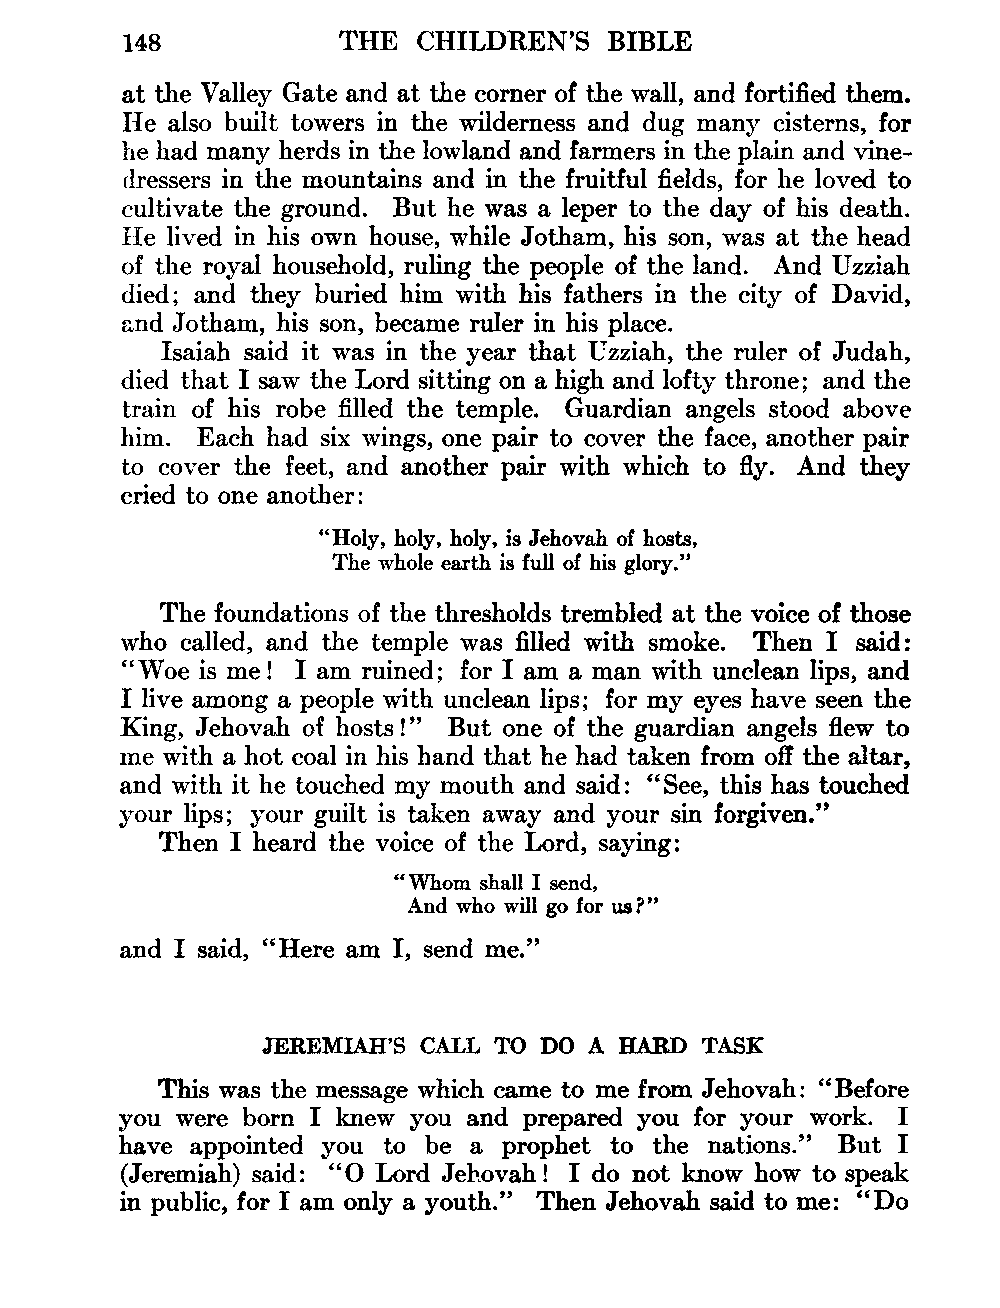 148 THE CHILDREN'S BIBLE
at the Valley Gate and at the corner of the wall, and fortified them.
He also built towers in the wilderness and dug many cisterns, for
he had many herds in the lowland and farmers in the plain and vine-
dressers in the mountains and in the fruitful fields, for he loved to
cultivate the ground. But he was a leper to the day of his death.
He lived in his own house, while Jotham, his son, was at the head
of the royal household, ruling the people of the land. And Uzziah
died; and they buried him with his fathers in the city of David,
and Jotham, his son, became ruler in his place.
Isaiah said it was in the year that Uzziah, the ruler of Judah,
died that I saw the Lord sitting on a high and lofty throne; and the
train of his robe filled the temple. Guardian angels stood above
him. Each had six wings, one pair to cover the face, another pair
to cover the feet, and another pair with which to fly. And they
cried to one another:
"Holy, holy, holy, is Jehovah of hosts,
The whole earth is full of his glory."
The foundations of the thresholds trembled at the voice of those
who called, and the temple was filled with smoke. Then I said:
"Woe is me! I am ruined; for I am a man with unclean lips, and
I live among a people with unclean lips; for my eyes have seen the
King, Jehovah of hosts!" But one of the guardian angels flew to
me with a hot coal in his hand that he had taken from off the altar,
and with it he touched my mouth and said: "See, this has touched
your lips; your guilt is taken away and your sin forgiven."
Then I heard the voice of the Lord, saying:
"Whom shall I send,
And who will go for us?"
and I said, "Here am I, send me."
JEREMIAH'S CALL TO DO A HARD TASK
This was the message which came to me from Jehovah: "Before
you were born I knew you and prepared you for your work. I
have appointed you to be a prophet to the nations." But I
(Jeremiah) said: "O Lord Jehovah! I do not know how to speak
in public, for I am only a youth." Then Jehovah said to me: "Do